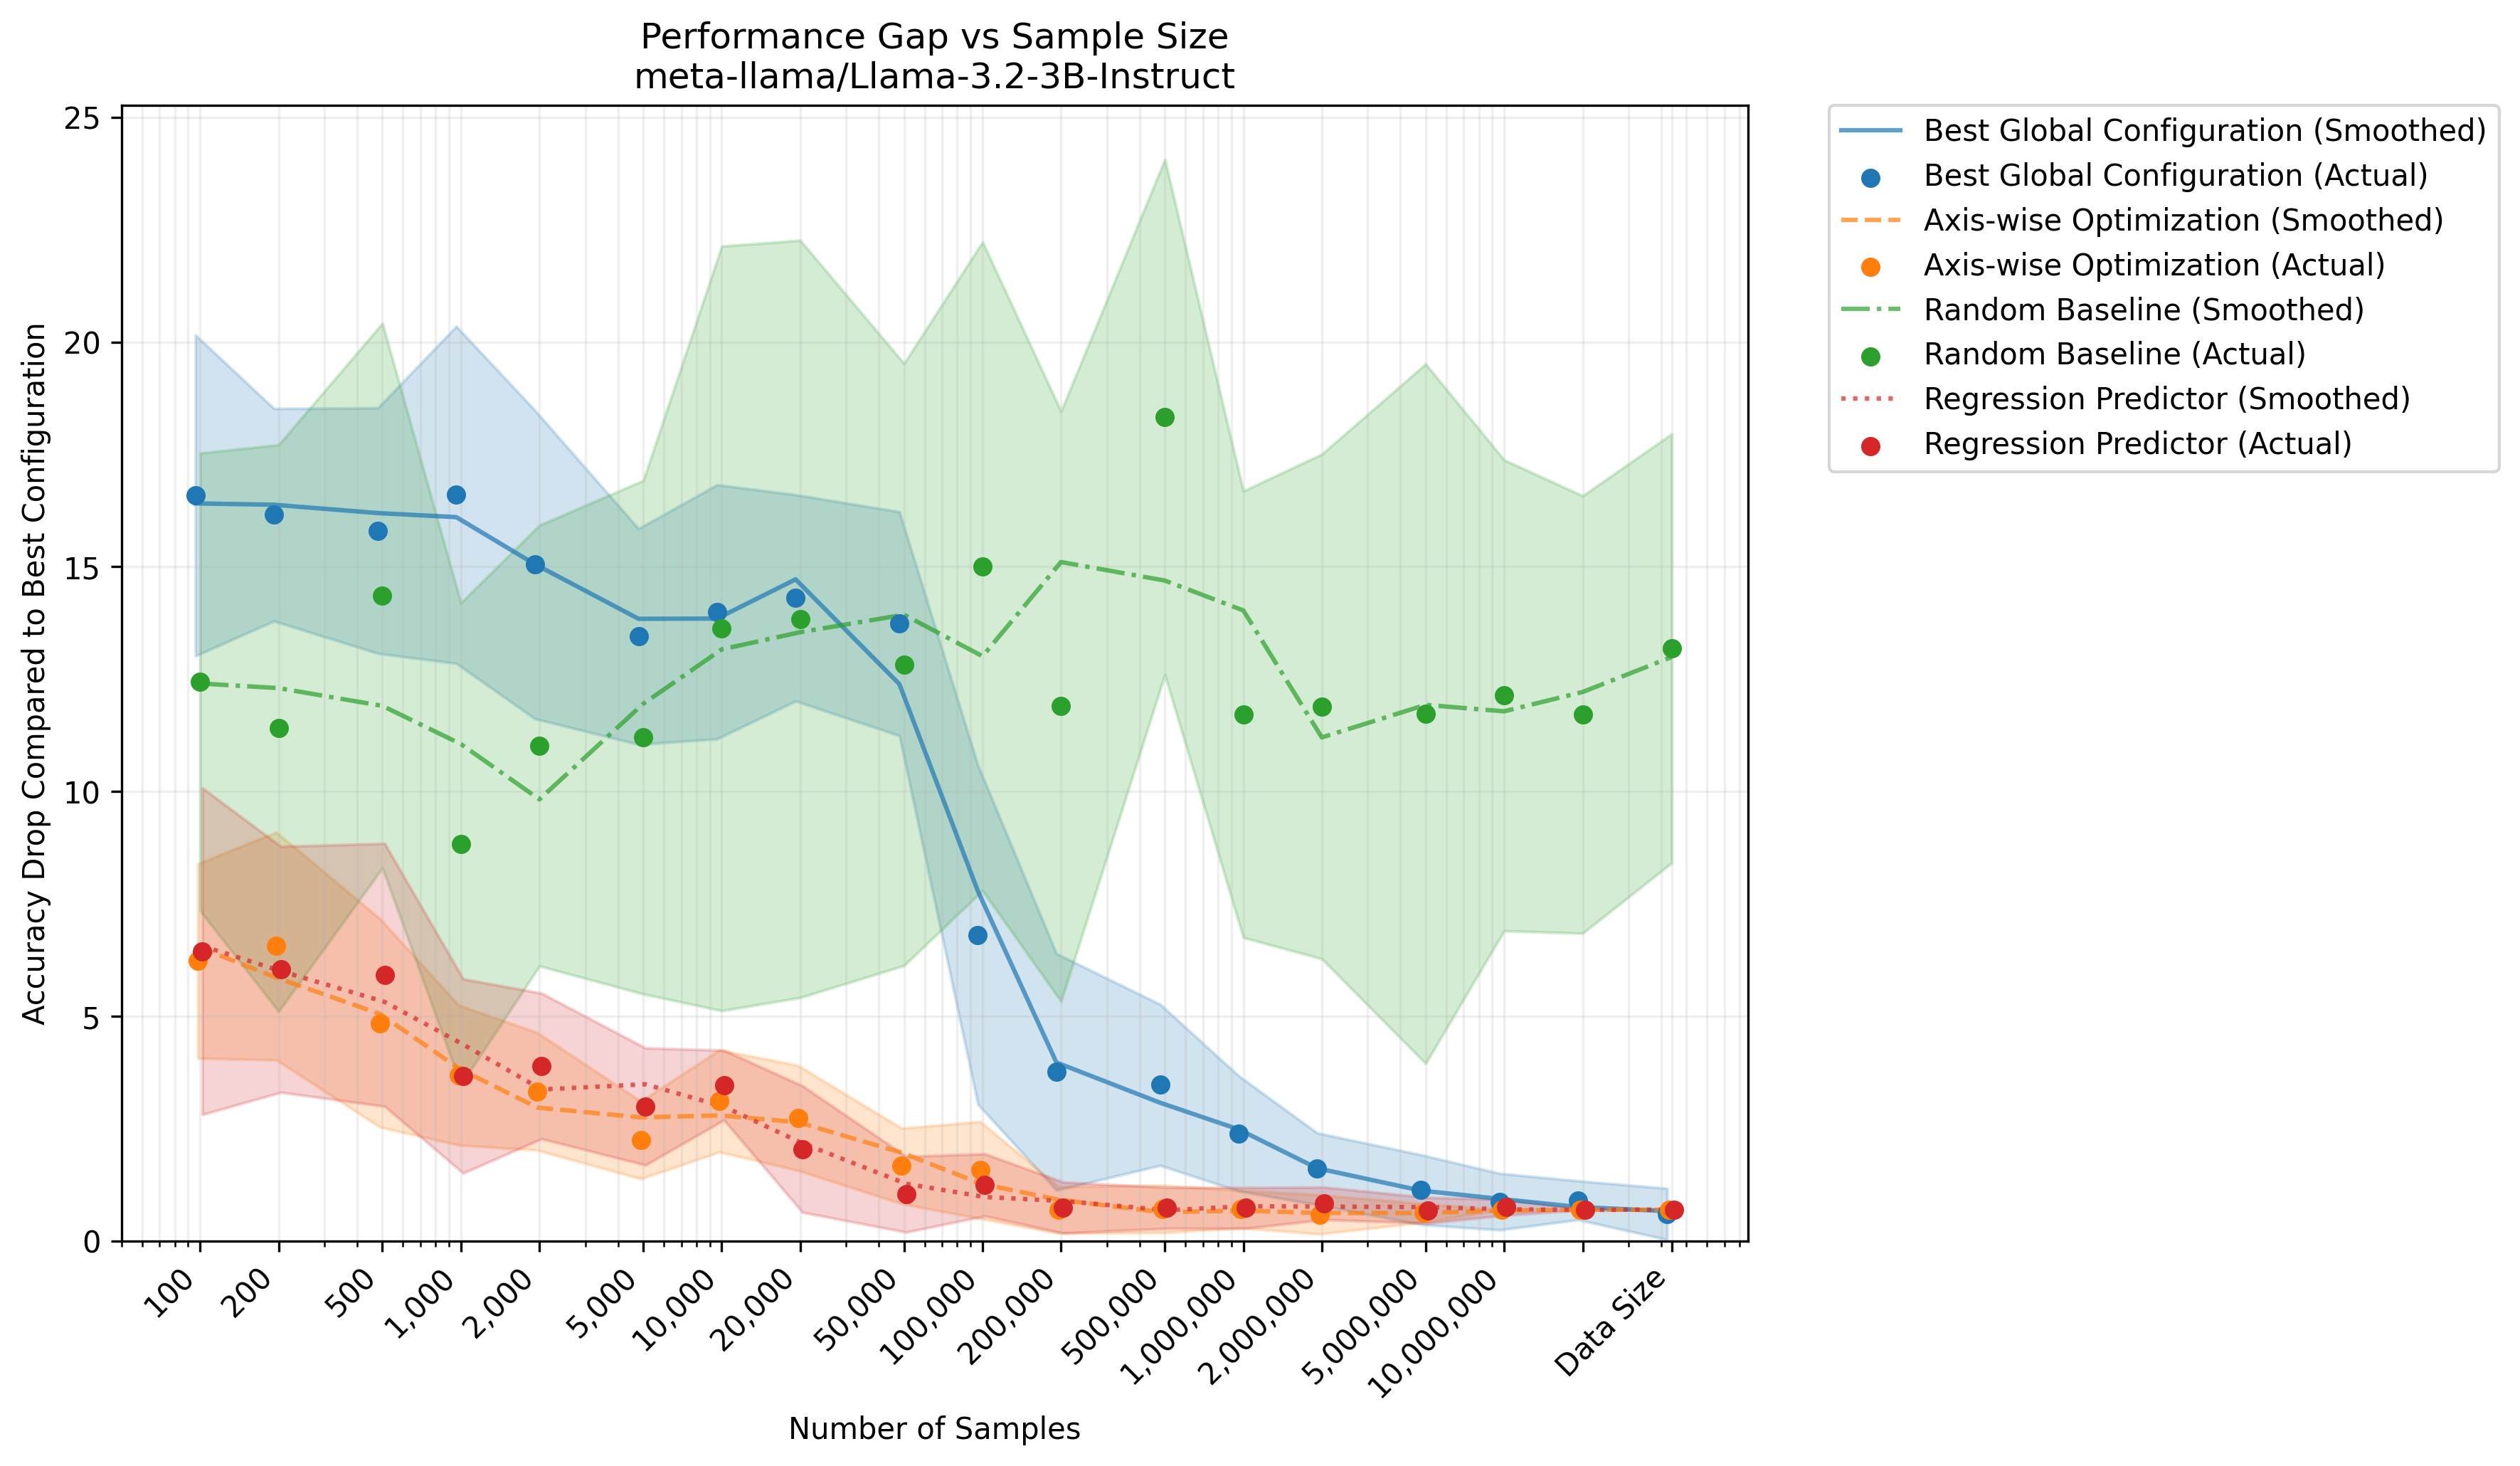 Performance Gap vs Sample Size
meta-llama/Llama-3.2-3B-Instruct
Accuracy Drop Compared to Best Configuration
25
20
15
10
5
0
100
200
500
1,000
2,000
5,000
10,000
20,000
50,000
100,000
200,000
500,000
1,000,000
2,000,000
5,000,000
10,000,000
Data Size
Number of Samples
Best Global Configuration (Smoothed)
Best Global Configuration (Actual)
Axis-wise Optimization (Smoothed)
Axis-wise Optimization (Actual)
Random Baseline (Smoothed)
Random Baseline (Actual)
Regression Predictor (Smoothed)
Regression Predictor (Actual)